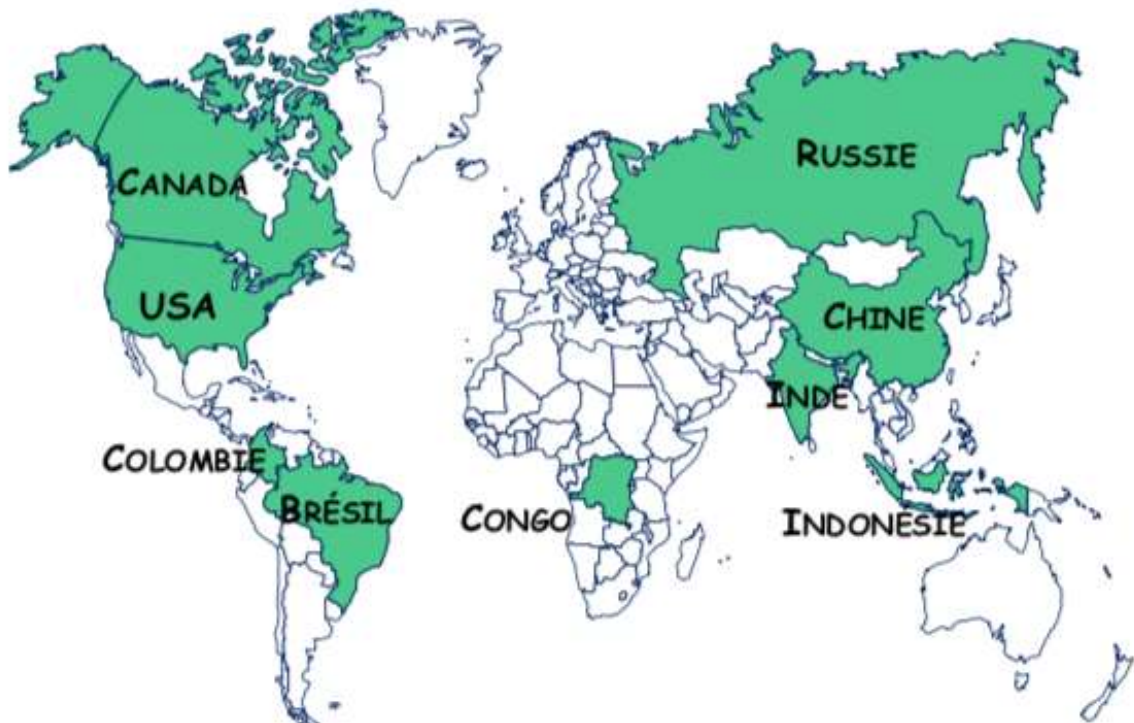 RUSSIE
CANADA
USA
CHINE
INDE
COLOMBIE
BRÉSIL
CONGO
INDONÉSIE